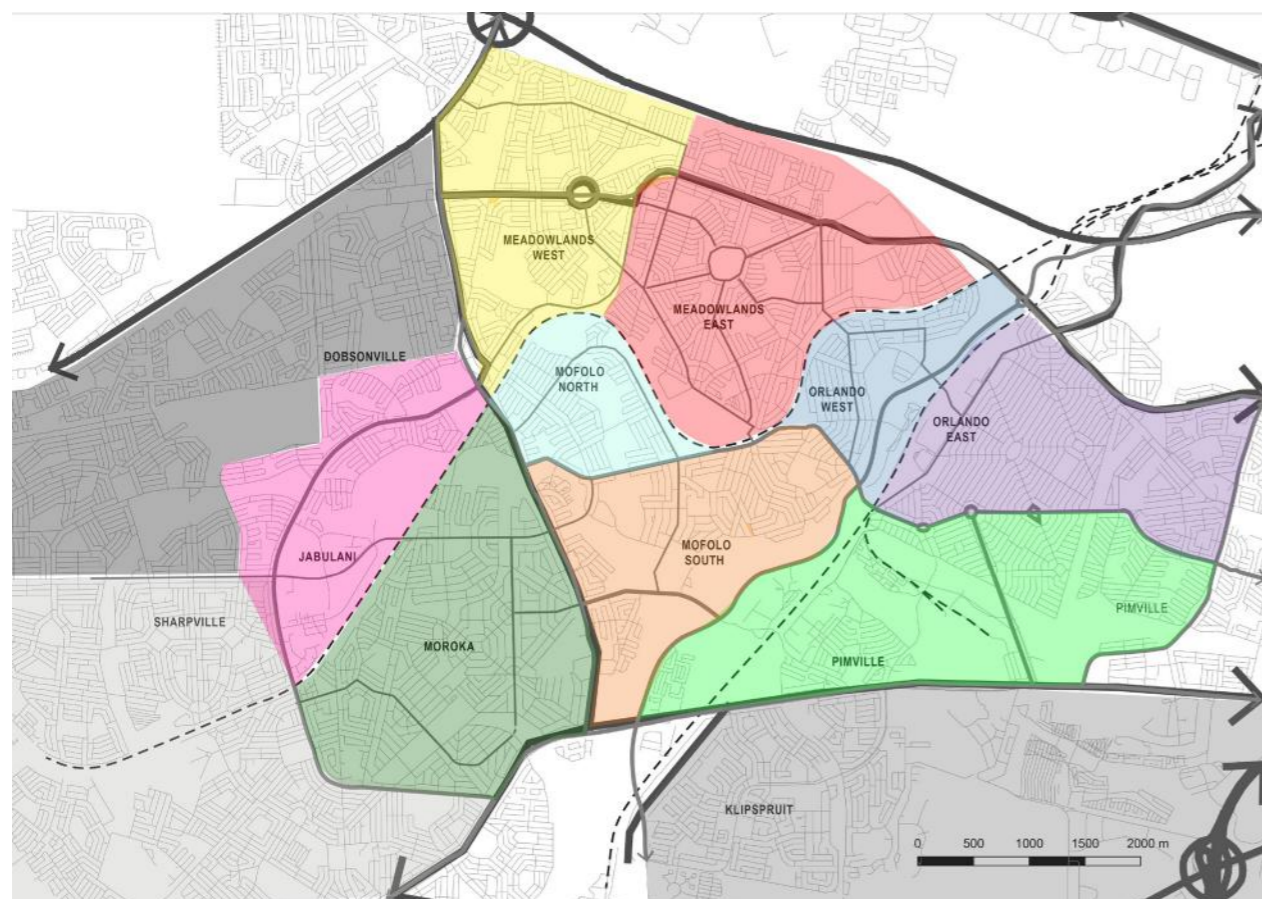 MEADOWLANDS
WEST
MEADOWLANDS
EAST
DOBSONVILLE
MOFOLO
NORTH
ORLANDO
WEST
ORLANDO
EAST
JABULANI
MOFOLO
SOUTH
SHARPVILLE
PIMVILLE
MOROKA
PIMVILLE
KLIPSPRUIT
0 500 1000 1500 2000 m